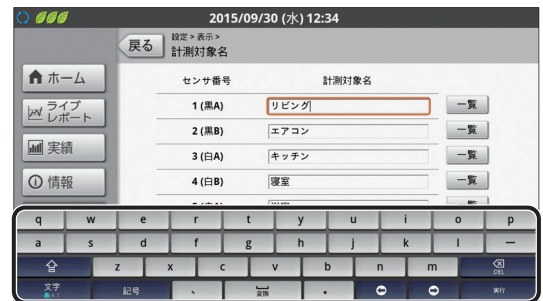 2015/09/30 (水) 12:34
戻る
設定 > 表示 >
計測対象名
ホーム
ライブ
レポート
実績
情報
センサ番号 計測対象名
1 (黒A) リビング 一覧
2 (黒B) エアコン 一覧
3 (白A) キッチン 一覧
4 (白B) 寝室 一覧
q w e r t y u i o p
a s d f g h j k l ー
z x c v b n m DEL
文字 あA1 記号 、 変換 . 実行